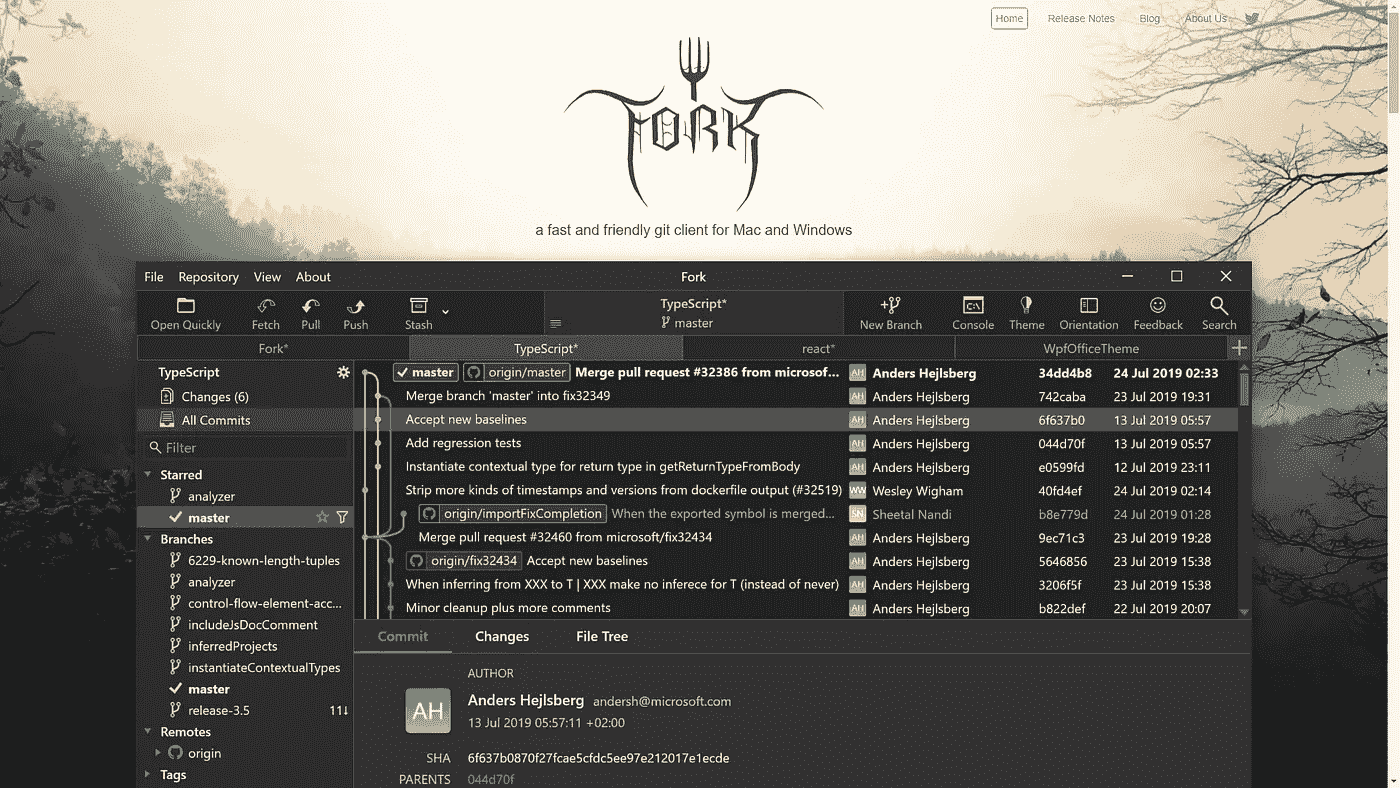 Home Release Notes Blog About Us
FORK
a fast and friendly git client for Mac and Windows
File Repository View About Fork
Open Quickly Fetch Pull Push Stash TypeScript* master New Branch Console Theme Orientation Feedback Search
Fork* TypeScript* react* WpfOfficeTheme
TypeScript
Changes (6)
All Commits
Filter
Starred
analyzer
master
Branches
6229-known-length-tuples
analyzer
control-flow-element-acc...
includeJsDocComment
inferredProjects
instantiateContextualTypes
master
release-3.5 11↓
Remotes
origin
Tags
master origin/master Merge pull request #32386 from microsof... AH Anders Hejlsberg 34dd4b8 24 Jul 2019 02:33
Merge branch 'master' into fix32349 AH Anders Hejlsberg 742caba 23 Jul 2019 19:31
Accept new baselines AH Anders Hejlsberg 6f637b0 13 Jul 2019 05:57
Add regression tests AH Anders Hejlsberg 044d70f 13 Jul 2019 05:57
Instantiate contextual type for return type in getReturnTypeFromBody AH Anders Hejlsberg e0599fd 12 Jul 2019 23:11
Strip more kinds of timestamps and versions from dockerfile output (#32519) WW Wesley Wigham 40fd4ef 24 Jul 2019 02:14
origin/importFixCompletion When the exported symbol is merged... SN Sheetal Nandi b8e779d 24 Jul 2019 01:28
Merge pull request #32460 from microsoft/fix32434 AH Anders Hejlsberg 9ec71c3 23 Jul 2019 19:28
origin/fix32434 Accept new baselines AH Anders Hejlsberg 5646856 23 Jul 2019 15:38
When inferring from XXX to T | XXX make no inferece for T (instead of never) AH Anders Hejlsberg 3206f5f 23 Jul 2019 15:38
Minor cleanup plus more comments AH Anders Hejlsberg b822def 22 Jul 2019 20:07
Commit Changes File Tree
AUTHOR
AH Anders Hejlsberg andersh@microsoft.com
13 Jul 2019 05:57:11 +02:00
SHA 6f637b0870f27fcae5cfdc5ee97e212017e1ecde
PARENTS 044d70f